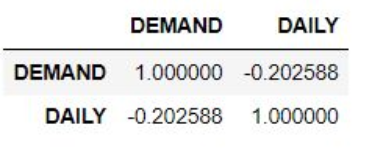 DEMAND DAILY
DEMAND 1.000000 -0.202588
DAILY -0.202588 1.000000